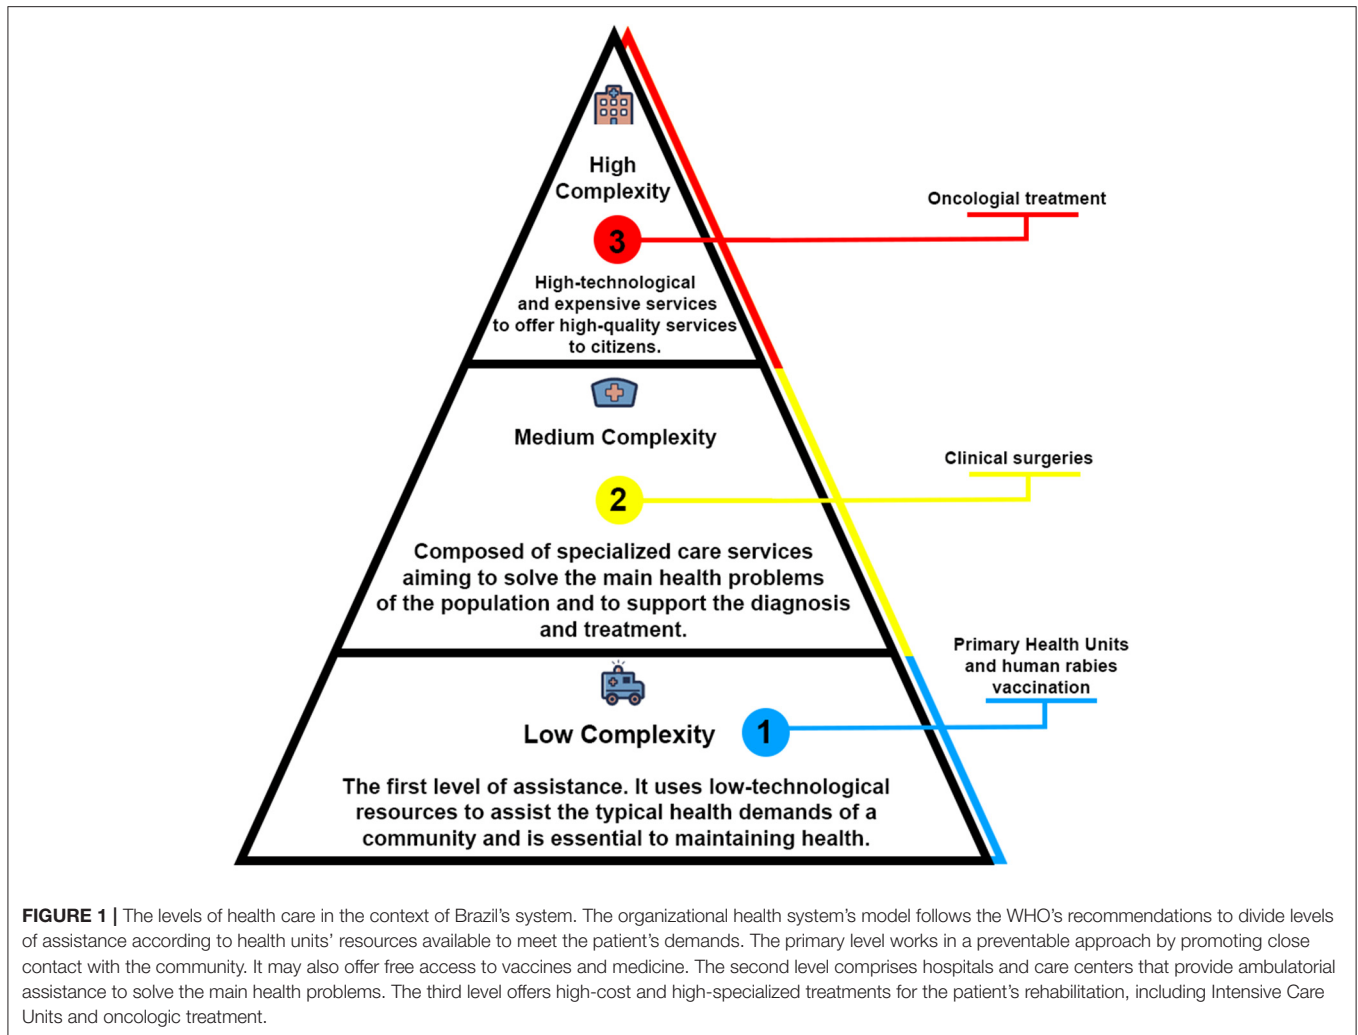 High
Complexity
3
Oncologial treatment
High-technological
and expensive services
to offer high-quality services
to citizens.
Medium Complexity
Clinical surgeries
2
Composed of specialized care services
aiming to solve the main health problems
of the population and to support the diagnosis
and treatment.
Primary Health Units
and human rabies
vaccination
Low Complexity
1
The first level of assistance. It uses low-technological
resources to assist the typical health demands of a
community and is essential to maintaining health.
FIGURE 1 | The levels of health care in the context of Brazil's system. The organizational health system's model follows the WHO's recommendations to divide levels
of assistance according to health units' resources available to meet the patient's demands. The primary level works in a preventable approach by promoting close
contact with the community. It may also offer free access to vaccines and medicine. The second level comprises hospitals and care centers that provide ambulatorial
assistance to solve the main health problems. The third level offers high-cost and high-specialized treatments for the patient's rehabilitation, including Intensive Care
Units and oncologic treatment.